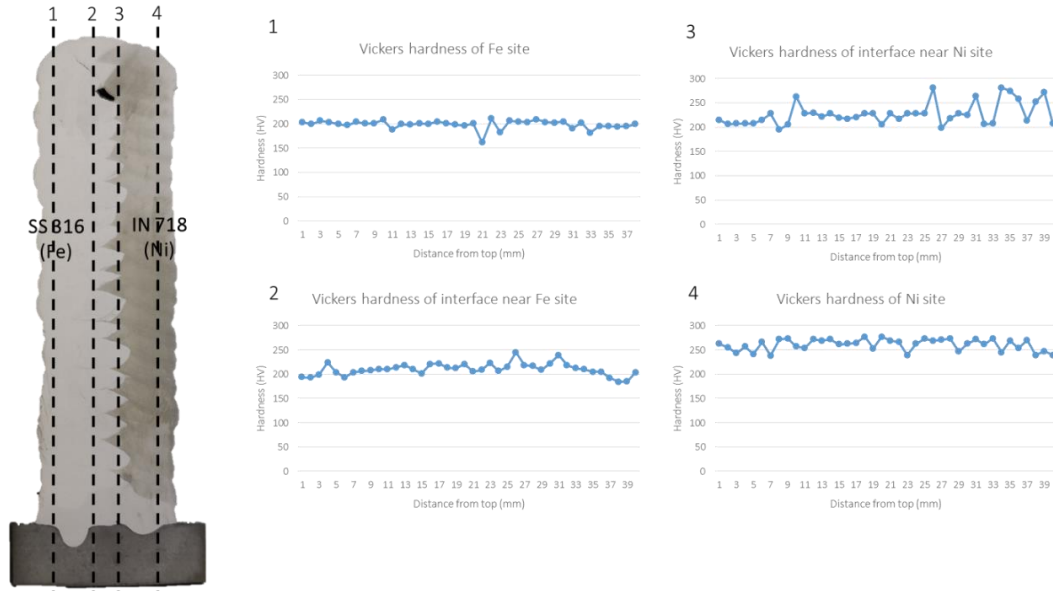 1 2 3 4
SS 316 IN 718
(Fe) (Ni)
1
Vickers hardness of Fe site
Hardness (HV)
300
250
200
150
100
50
0
1 3 5 7 9 11 13 15 17 19 21 23 25 27 29 31 33 35 37
Distance from top (mm)
3
Vickers hardness of interface near Ni site
Hardness (HV)
300
250
200
150
100
50
0
1 3 5 7 9 11 13 15 17 19 21 23 25 27 29 31 33 35 37 39
Distance from top (mm)
2
Vickers hardness of interface near Fe site
Hardness (HV)
300
250
200
150
100
50
0
1 3 5 7 9 11 13 15 17 19 21 23 25 27 29 31 33 35 37 39
Distance from top (mm)
4
Vickers hardness of Ni site
Hardness (HV)
300
250
200
150
100
50
0
1 3 5 7 9 11 13 15 17 19 21 23 25 27 29 31 33 35 37 39
Distance from top (mm)